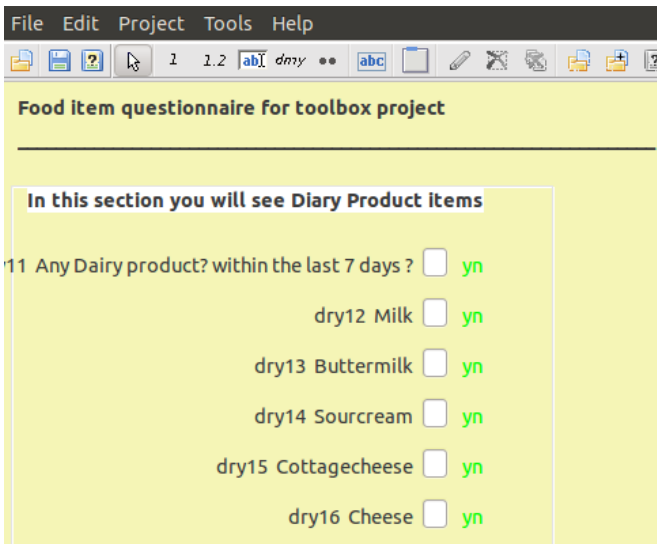 File Edit Project Tools Help
1 1.2 ab dmy abc
Food item questionnaire for toolbox project
In this section you will see Diary Product items
11 Any Dairy product? within the last 7 days ? yn
dry12 Milk yn
dry13 Buttermilk yn
dry14 Sourcream yn
dry15 Cottagecheese yn
dry16 Cheese yn